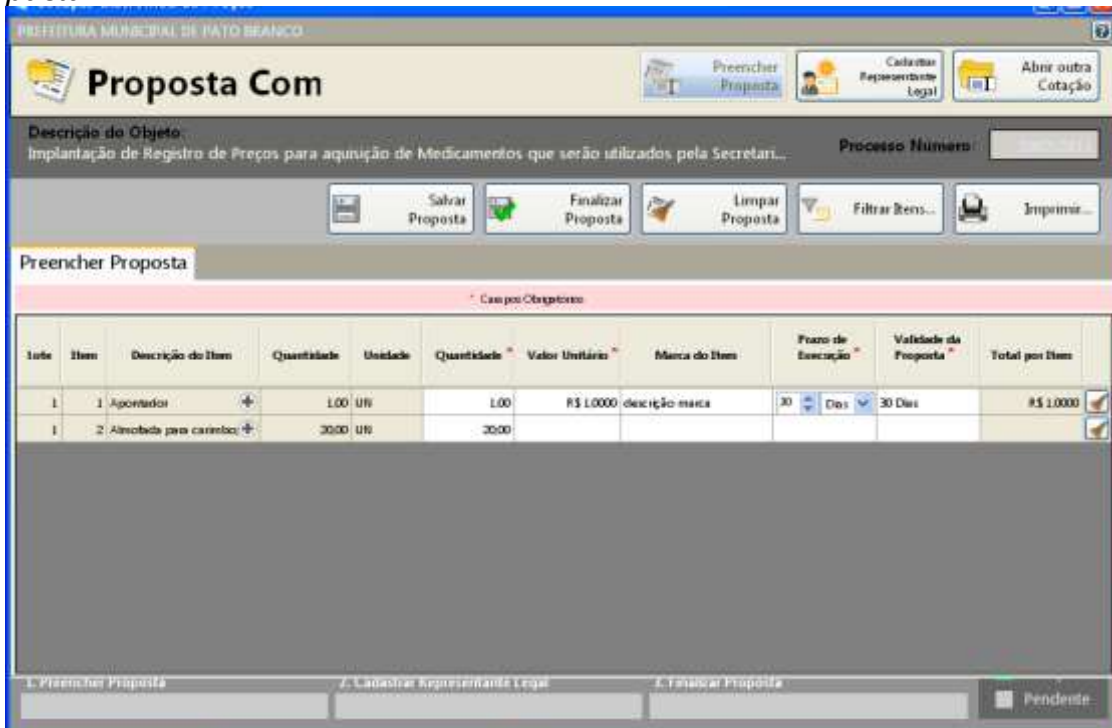 PREFEITURA MUNICIPAL DE PATO BRANCO
Proposta Com
Preencher
Proposta
Cadastrar
Representante
Legal
Abrir outra
Cotação
Descrição do Objeto:
Implantação de Registro de Preços para aquisição de Medicamentos que serão utilizados pela Secretari...
Processo Número:
Salvar
Proposta
Finalizar
Proposta
Limpar
Proposta
Filtrar Itens...
Imprimir...
Preencher Proposta
* Campos Obrigatórios
Lote Item Descrição do Item Quantidade Unidade Quantidade * Valor Unitário * Marca do Item Prazo de Execução * Validade da Proposta * Total por Item
1 1 Apontador 1,00 UN 1,00 R$ 1,0000 descrição marca 30 Dias 30 Dias R$ 1,0000
1 2 Almofada para carimbo; 20,00 UN 20,00
1. Preencher Proposta
2. Cadastrar Representante Legal
3. Finalizar Proposta
Pendente